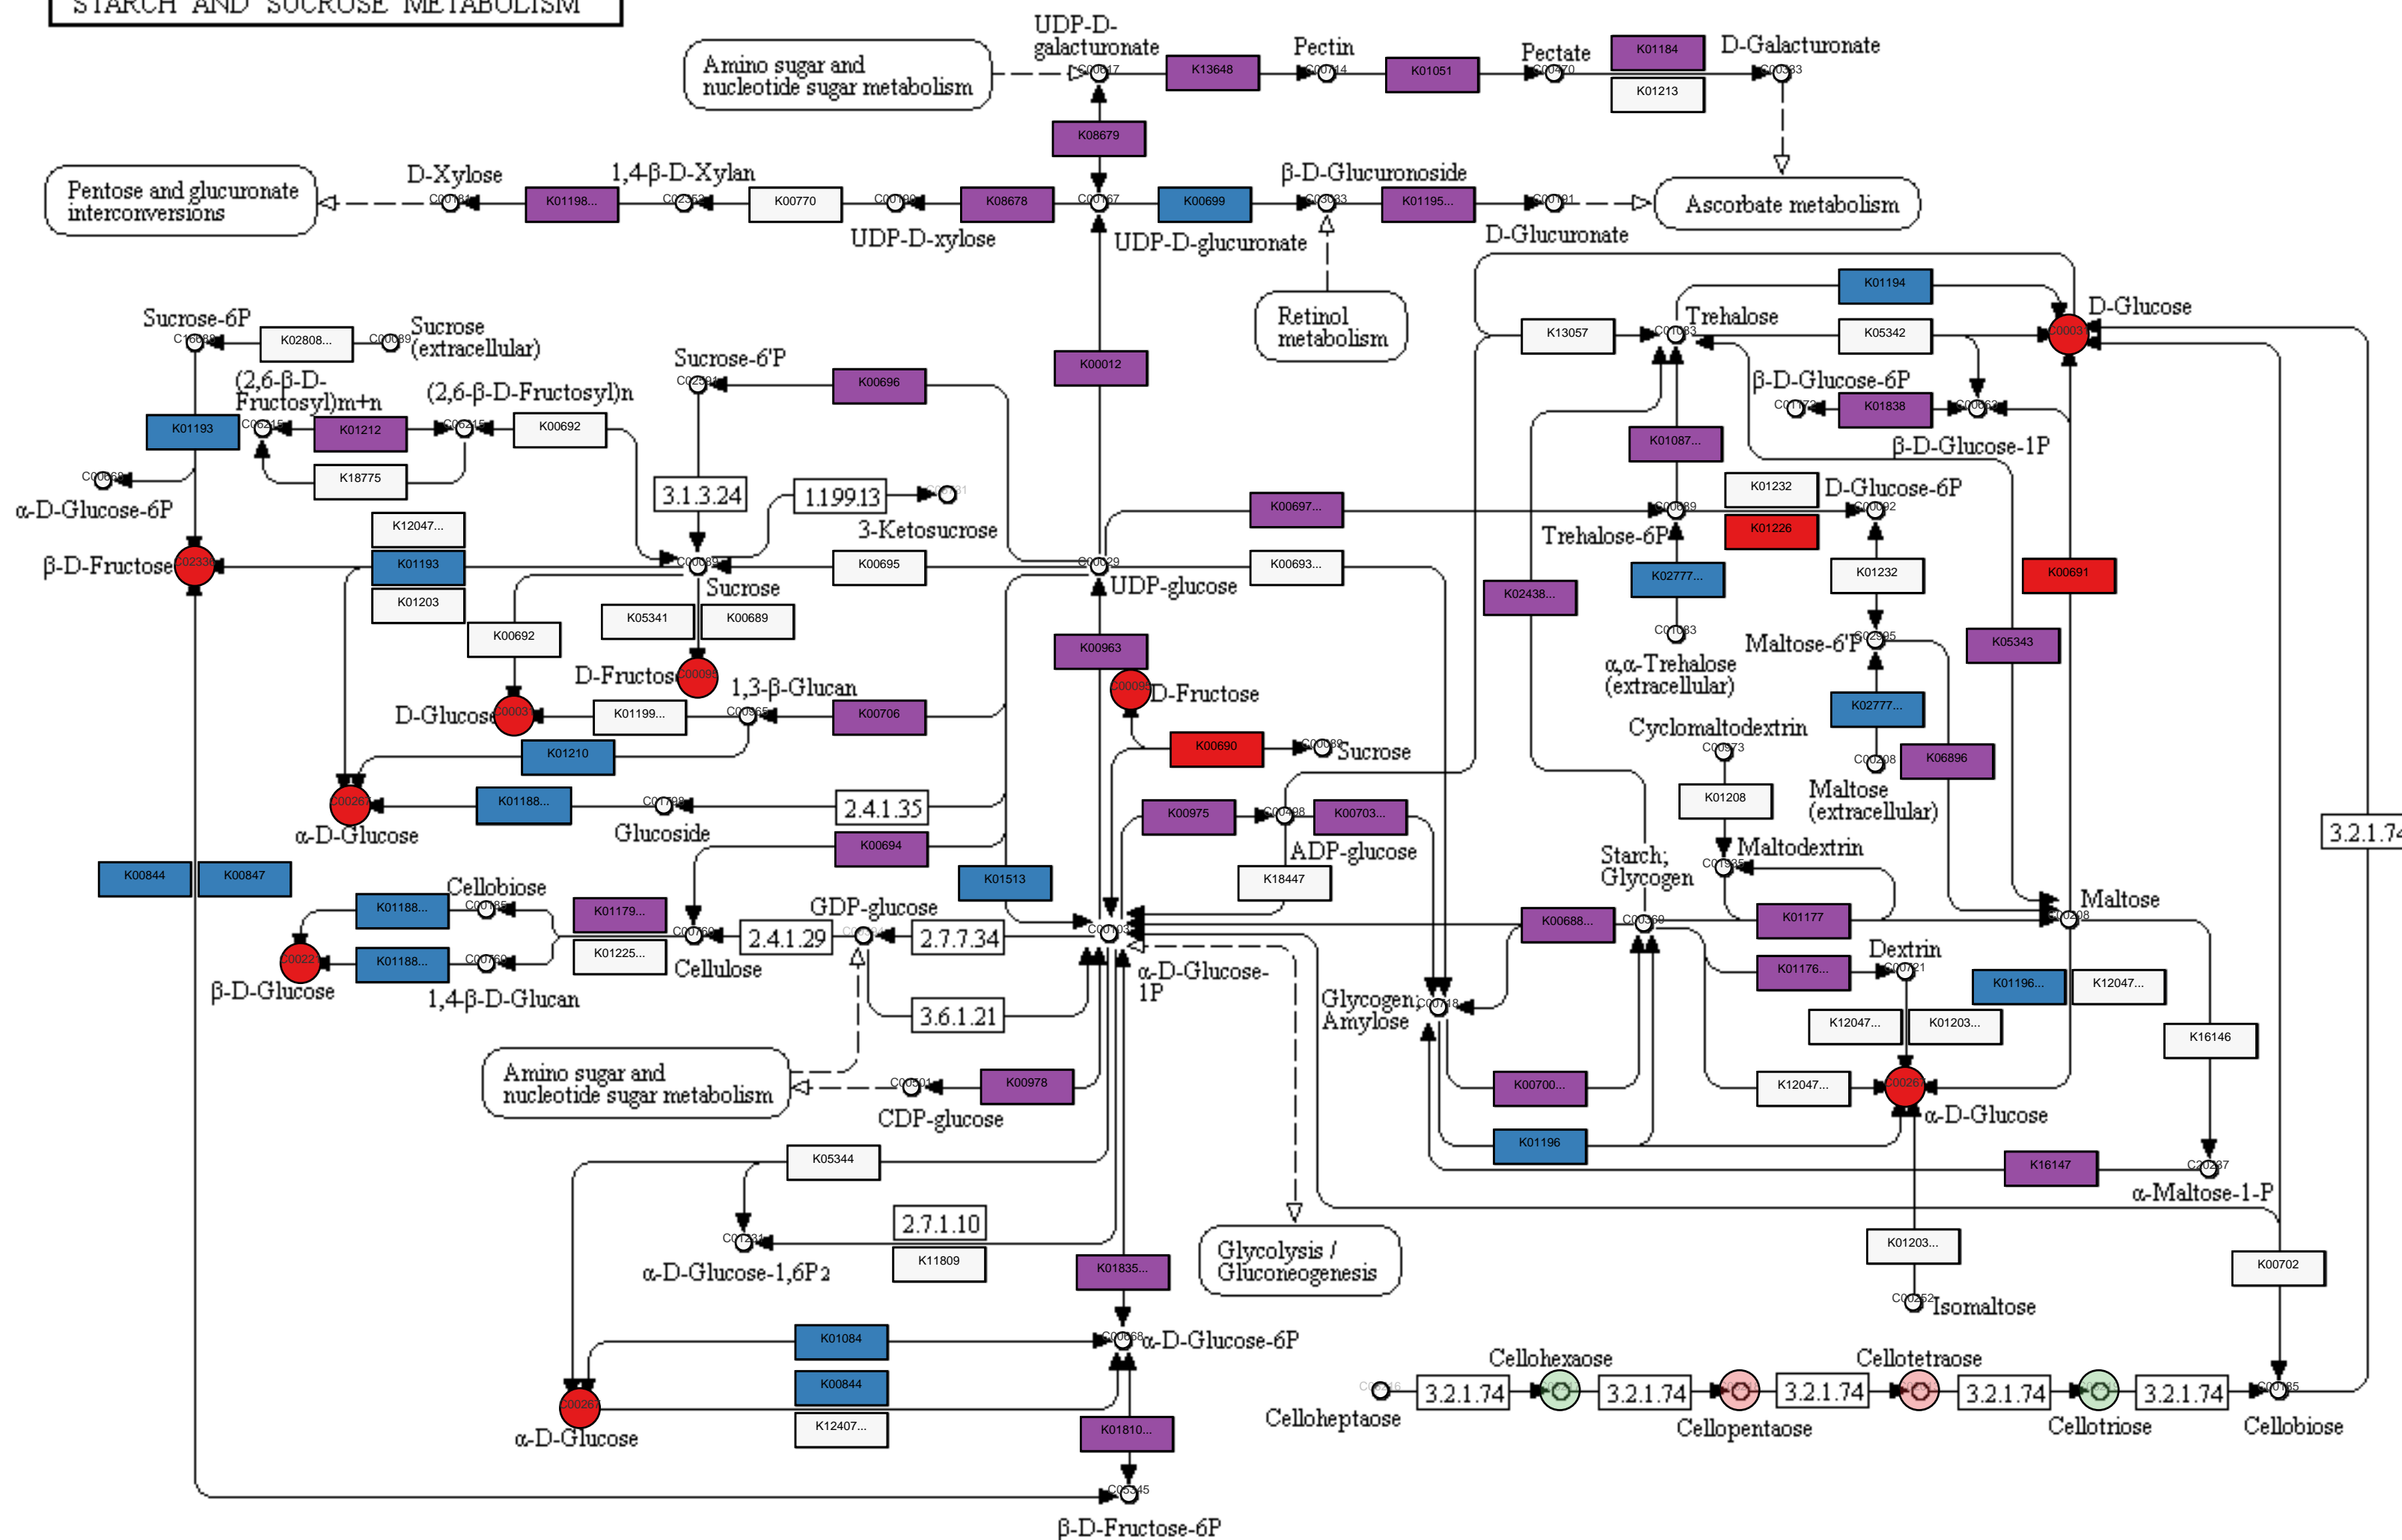 STARCH AND SUCROSE METABOLISM
UDP-D-
galacturonate
Pectin
Pectate
K01184
D-Galacturonate
Amino sugar and
nucleotide sugar metabolism
K13648
K01051
K01213
K08679
Pentose and glucuronate
interconversions
D-Xylose
K01198...
1,4-β-D-Xylan
K00770
K08678
UDP-D-xylose
K00699
UDP-D-glucuronate
β-D-Glucuronoside
K01195...
D-Glucuronate
Ascorbate metabolism
Retinol
metabolism
K01194
D-Glucose
K13057
Trehalose
K05342
β-D-Glucose-6P
K01838
β-D-Glucose-1P
Sucrose-6P
K02808...
Sucrose
(extracellular)
(2,6-β-D-
Fructosyl)m+n
(2,6-β-D-Fructosyl)n
K01193
K01212
K00692
K18775
α-D-Glucose-6P
Sucrose-6'P
K00696
K00012
3.1.3.24
1.1.99.13
3-Ketosucrose
K01087...
K00697...
K01232
D-Glucose-6P
Trehalose-6P
K01226
K12047...
K01193
K01203
β-D-Fructose
Sucrose
K00695
C00029
UDP-glucose
K00693...
K02777...
K01232
K00691
K02438...
K05341
K00689
K00692
K00963
K05343
Maltose-6'P
α,α-Trehalose
(extracellular)
D-Fructos
D-Fructose
D-Glucose
K01199...
1,3-β-Glucan
K00706
K02777...
K01210
K00690
Sucrose
Cyclomaltodextrin
K06896
K01208
Maltose
(extracellular)
α-D-Glucose
K01188...
Glucoside
2.4.1.35
K00694
K00975
K00703...
ADP-glucose
K18447
3.2.1.74
Starch;
Glycogen
Maltodextrin
K00844
K00847
K01513
Cellobiose
K01188...
K01179...
GDP-glucose
2.4.1.29
2.7.7.34
K00688...
K01177
Maltose
K01188...
K01225...
Cellulose
β-D-Glucose
1,4-β-D-Glucan
α-D-Glucose-
1P
3.6.1.21
Glycogen;
Amylose
K01176...
Dextrin
K01196...
K12047...
K12047...
K01203...
K16146
Amino sugar and
nucleotide sugar metabolism
K00978
CDP-glucose
K00700...
K12047...
α-D-Glucose
K01196
K16147
α-Maltose-1-P
K05344
2.7.1.10
K11809
α-D-Glucose-1,6P2
K01835...
Glycolysis /
Gluconeogenesis
K01203...
Isomaltose
K00702
K01084
α-D-Glucose-6P
K00844
K12407...
α-D-Glucose
K01810...
β-D-Fructose-6P
Celloheptaose
3.2.1.74
Cellohexaose
3.2.1.74
Cellopentaose
3.2.1.74
Cellotetraose
3.2.1.74
Cellotriose
3.2.1.74
Cellobiose